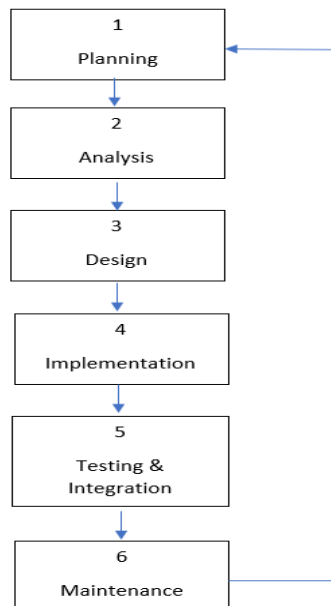 1
Planning
2
Analysis
3
Design
4
Implementation
5
Testing &
Integration
6
Maintenance